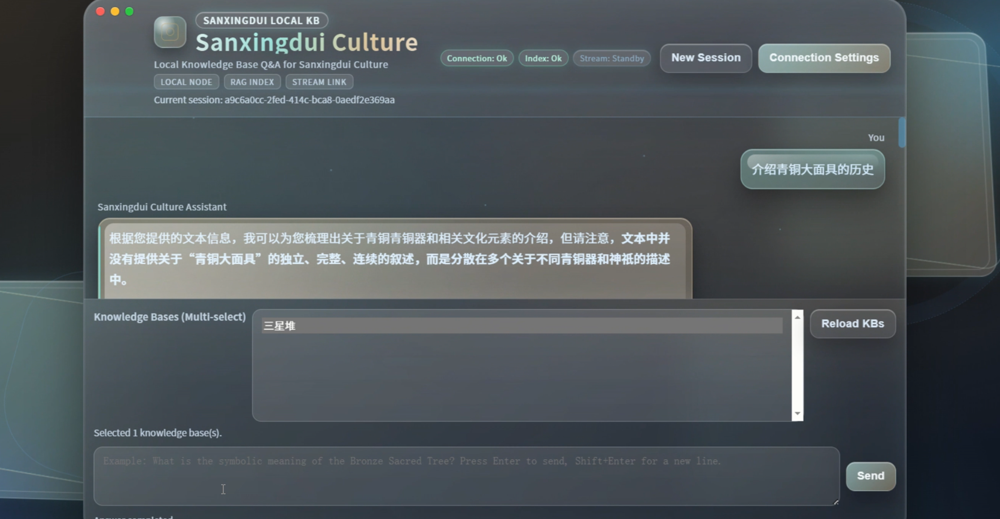 SANXINGDUI LOCAL KB
Sanxingdui Culture
Local Knowledge Base Q&A for Sanxingdui Culture
LOCAL NODE RAG INDEX STREAM LINK
Current session: a9c6a0cc-2fed-414c-bca8-0aedf2e369aa
Connection: Ok Index: Ok Stream: Standby New Session Connection Settings
You
介绍青铜大面具的历史
Sanxingdui Culture Assistant
根据您提供的文本信息，我可以为您梳理出关于青铜青铜器和相关文化元素的介绍，但请注意，文本中并
没有提供关于“青铜大面具”的独立、完整、连续的叙述，而是分散在多个关于不同青铜器和神祇的描述
中。
Knowledge Bases (Multi-select)
三星堆
Reload KBs
Selected 1 knowledge base(s).
Example: What is the symbolic meaning of the Bronze Sacred Tree? Press Enter to send, Shift+Enter for a new line.
Send
Answer completed